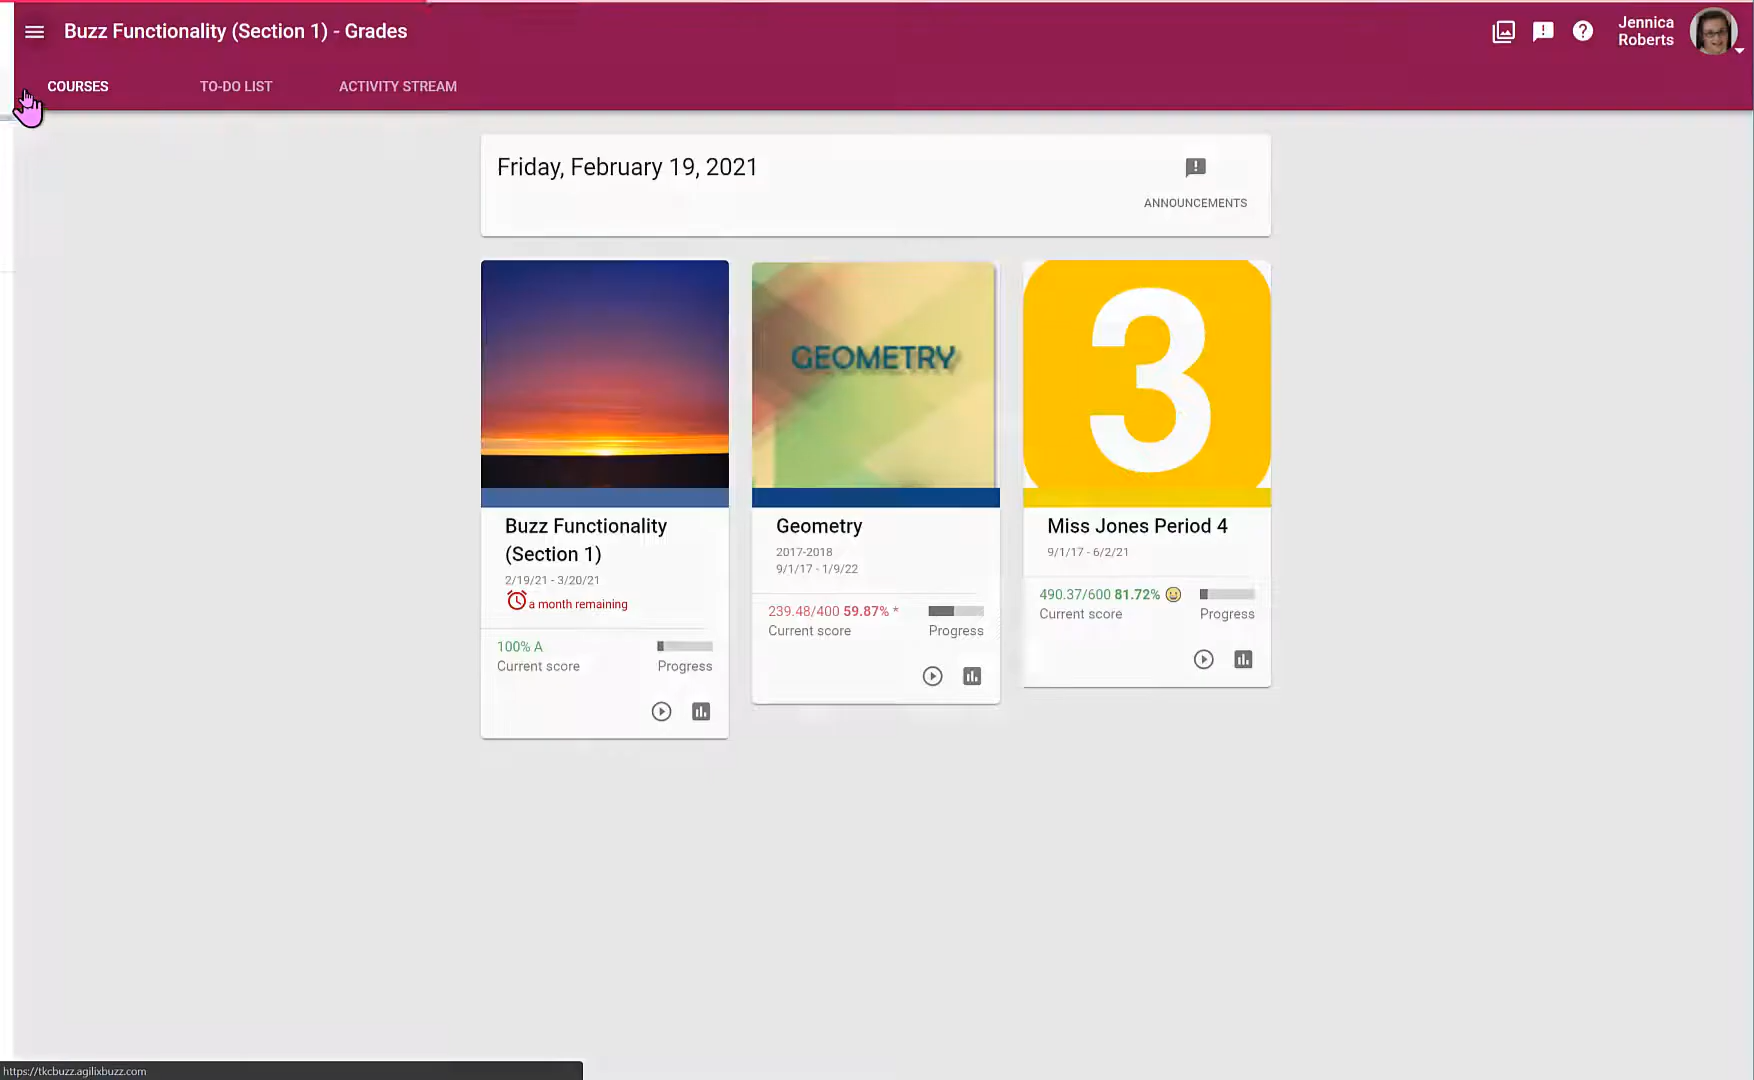 Buzz Functionality (Section 1) - Grades
Jennica
Roberts
COURSES
TO-DO LIST
ACTIVITY STREAM
Friday, February 19, 2021
ANNOUNCEMENTS
GEOMETRY
3
Buzz Functionality
(Section 1)
2/19/21 - 3/20/21
a month remaining
100% A
Current score
Progress
Geometry
2017-2018
9/1/17 - 1/9/22
239.48/400 59.87% *
Current score
Progress
Miss Jones Period 4
9/1/17 - 6/2/21
490.37/600 81.72%
Current score
Progress
https://tkcbuzz.agilixbuzz.com